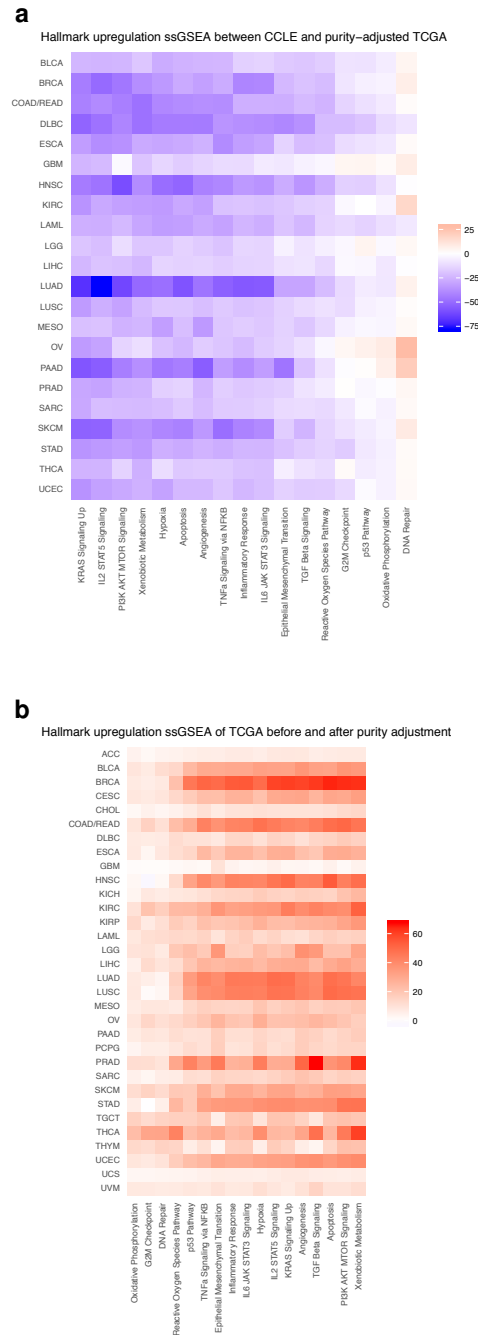 a
Hallmark upregulation ssGSEA between CCLE and purity−adjusted TCGA
BLCA
BRCA
COAD/READ
DLBC
ESCA
GBM
HNSC
KIRC
LAML
LGG
LIHC
LUAD
LUSC
MESO
OV
PAAD
PRAD
SARC
SKCM
STAD
THCA
UCEC
25
0
−25
−50
−75
KRAS Signaling Up
IL2 STAT5 Signaling
PI3K AKT MTOR Signaling
Xenobiotic Metabolism
Hypoxia
Apoptosis
Angiogenesis
TNFa Signaling via NFKB
Inflammatory Response
IL6 JAK STAT3 Signaling
Epithelial Mesenchymal Transition
TGF Beta Signaling
Reactive Oxygen Species Pathway
G2M Checkpoint
p53 Pathway
Oxidative Phosphorylation
DNA Repair
b
Hallmark upregulation ssGSEA of TCGA before and after purity adjustment
ACC
BLCA
BRCA
CESC
CHOL
COAD/READ
DLBC
ESCA
GBM
HNSC
KICH
KIRC
KIRP
LAML
LGG
LIHC
LUAD
LUSC
MESO
OV
PAAD
PCPG
PRAD
SARC
SKCM
STAD
TGCT
THCA
THYM
UCEC
UCS
UVM
60
40
20
0
Oxidative Phosphorylation
G2M Checkpoint
DNA Repair
Reactive Oxygen Species Pathway
p53 Pathway
TNFa Signaling via NFKB
Epithelial Mesenchymal Transition
Inflammatory Response
IL6 JAK STAT3 Signaling
Hypoxia
IL2 STAT5 Signaling
KRAS Signaling Up
Angiogenesis
TGF Beta Signaling
Apoptosis
PI3K AKT MTOR Signaling
Xenobiotic Metabolism